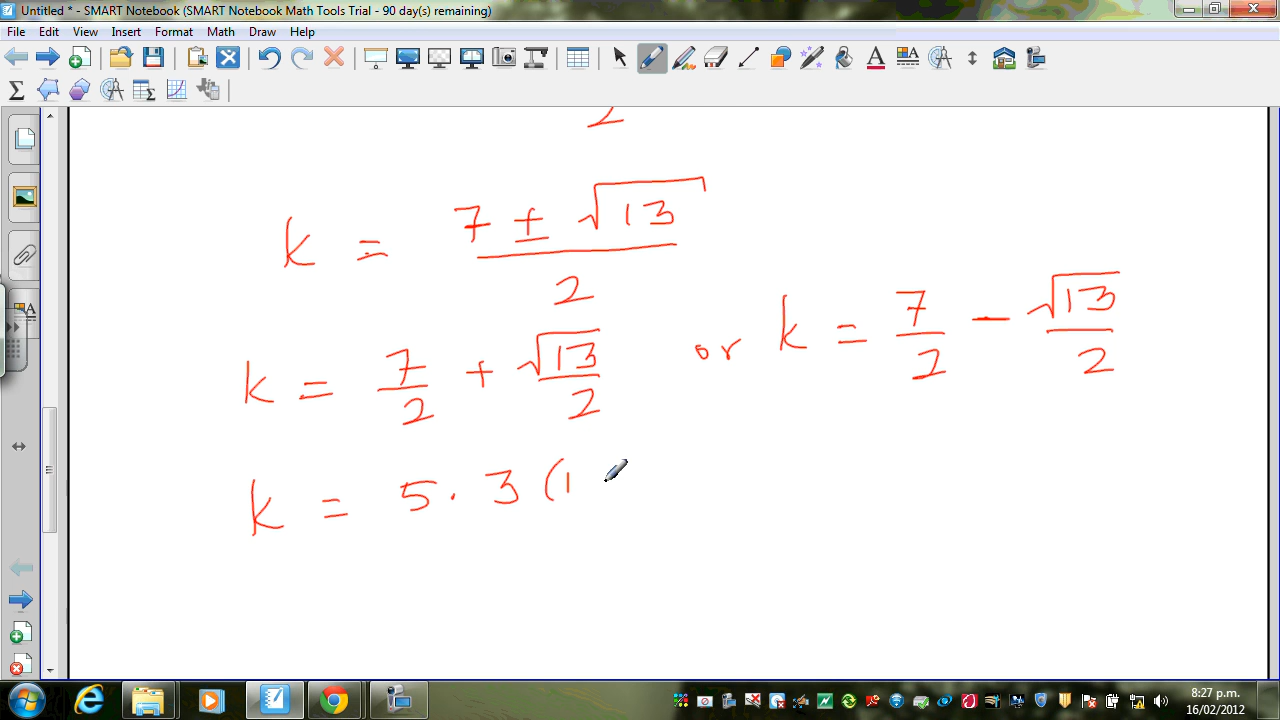 Untitled * - SMART Notebook (SMART Notebook Math Tools Trial - 90 day(s) remaining)
File Edit View Insert Format Math Draw Help
2
k = 7 ± √13
2
k = 7/2 + √13/2 or k = 7/2 - √13/2
k = 5.3 (1
8:27 p.m.
16/02/2012